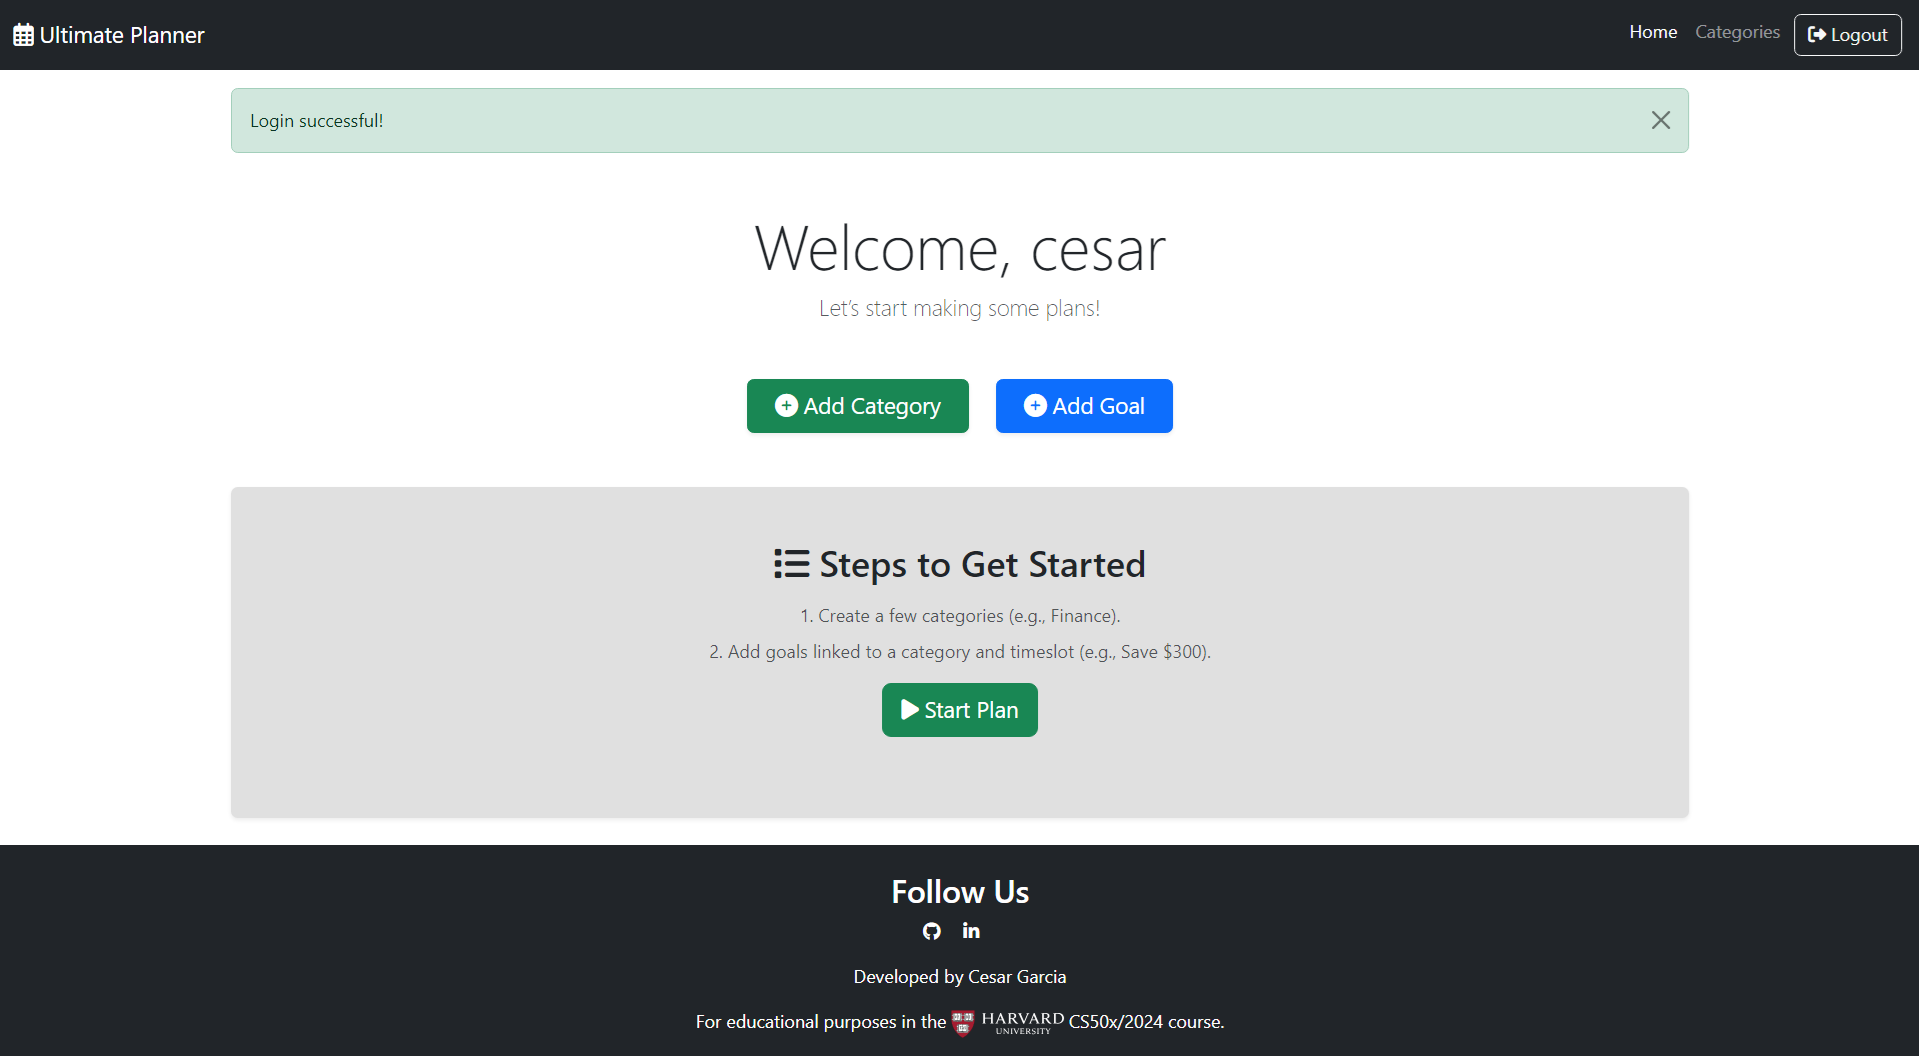 Ultimate Planner
Home
Categories
Logout
Login successful!
Welcome, cesar
Let's start making some plans!
Add Category
Add Goal
Steps to Get Started
1. Create a few categories (e.g., Finance).
2. Add goals linked to a category and timeslot (e.g., Save $300).
Start Plan
Follow Us
in
Developed by Cesar Garcia
For educational purposes in the HARVARD UNIVERSITY CS50x/2024 course.